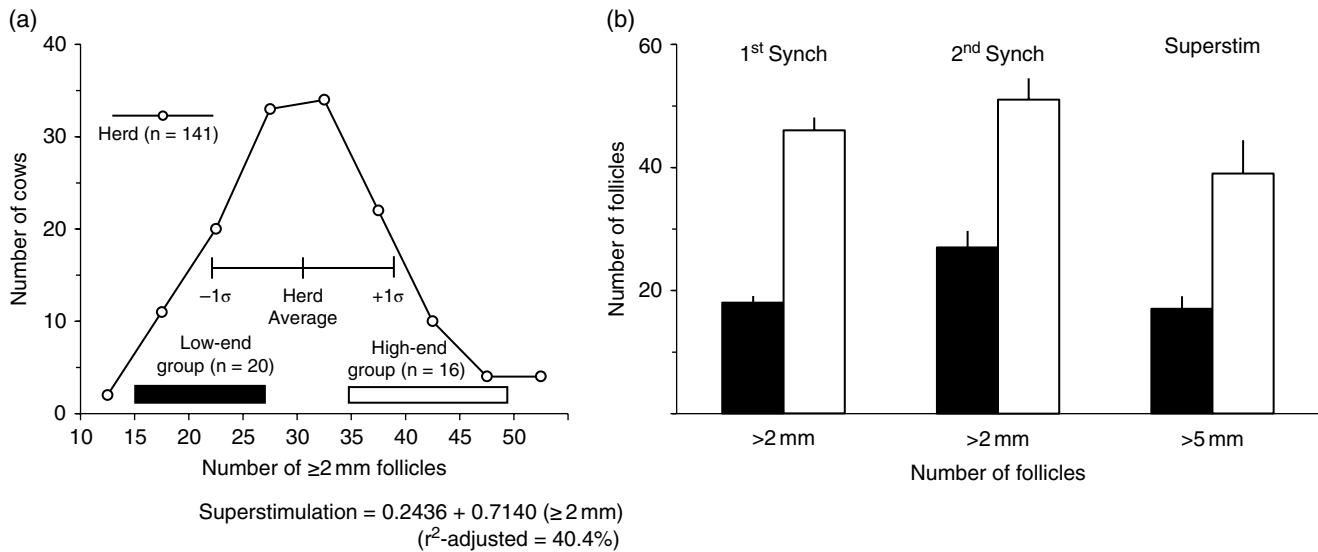 (a)
40
30
20
10
0
Number of cows
Herd (n = 141)
–1σ
Herd
Average
+1σ
Low-end
group (n = 20)
High-end
group (n = 16)
10 15 20 25 30 35 40 45 50
Number of ≥2 mm follicles
Superstimulation = 0.2436 + 0.7140 (≥2 mm)
(r²-adjusted = 40.4%)
(b)
60
40
20
Number of follicles
1st Synch
2nd Synch
Superstim
>2 mm >2 mm >5 mm
Number of follicles